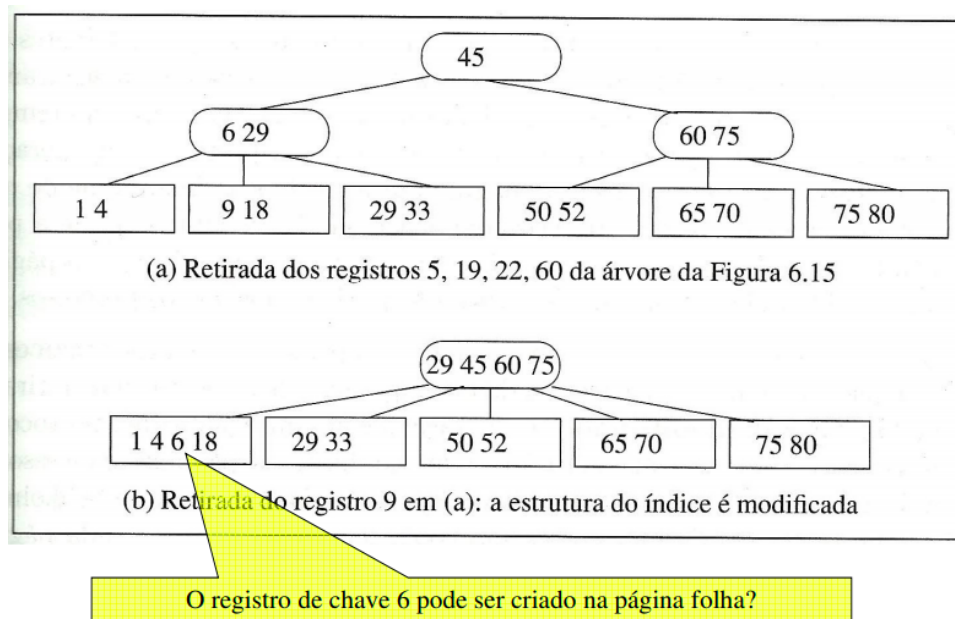 45
6 29 60 75
1 4 9 18 29 33 50 52 65 70 75 80
(a) Retirada dos registros 5, 19, 22, 60 da árvore da Figura 6.15
29 45 60 75
1 4 6 18 29 33 50 52 65 70 75 80
(b) Retirada do registro 9 em (a): a estrutura do índice é modificada
O registro de chave 6 pode ser criado na página folha?